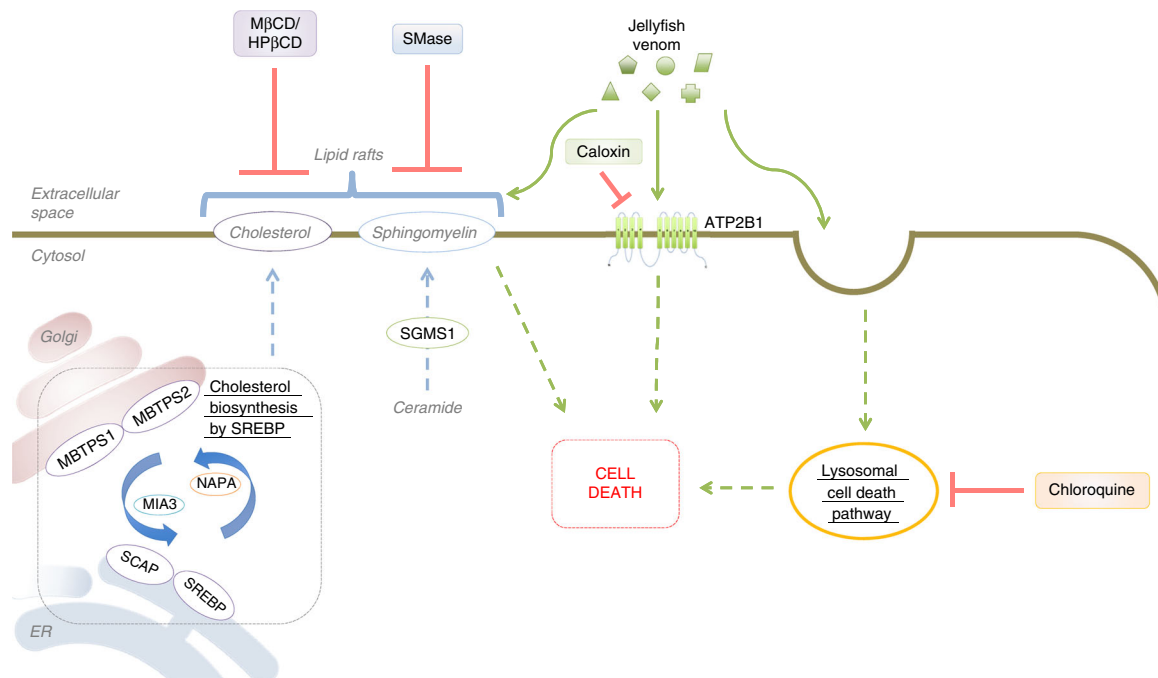 MβCD/
HPβCD
SMase
Jellyfish
venom
Caloxin
Lipid rafts
Extracellular
space
Cholesterol
Sphingomyelin
ATP2B1
Cytosol
Golgi
SGMS1
Ceramide
MBTPS1
MBTPS2
Cholesterol
biosynthesis
by SREBP
NAPA
MIA3
SCAP
SREBP
ER
CELL
DEATH
Lysosomal
cell death
pathway
Chloroquine